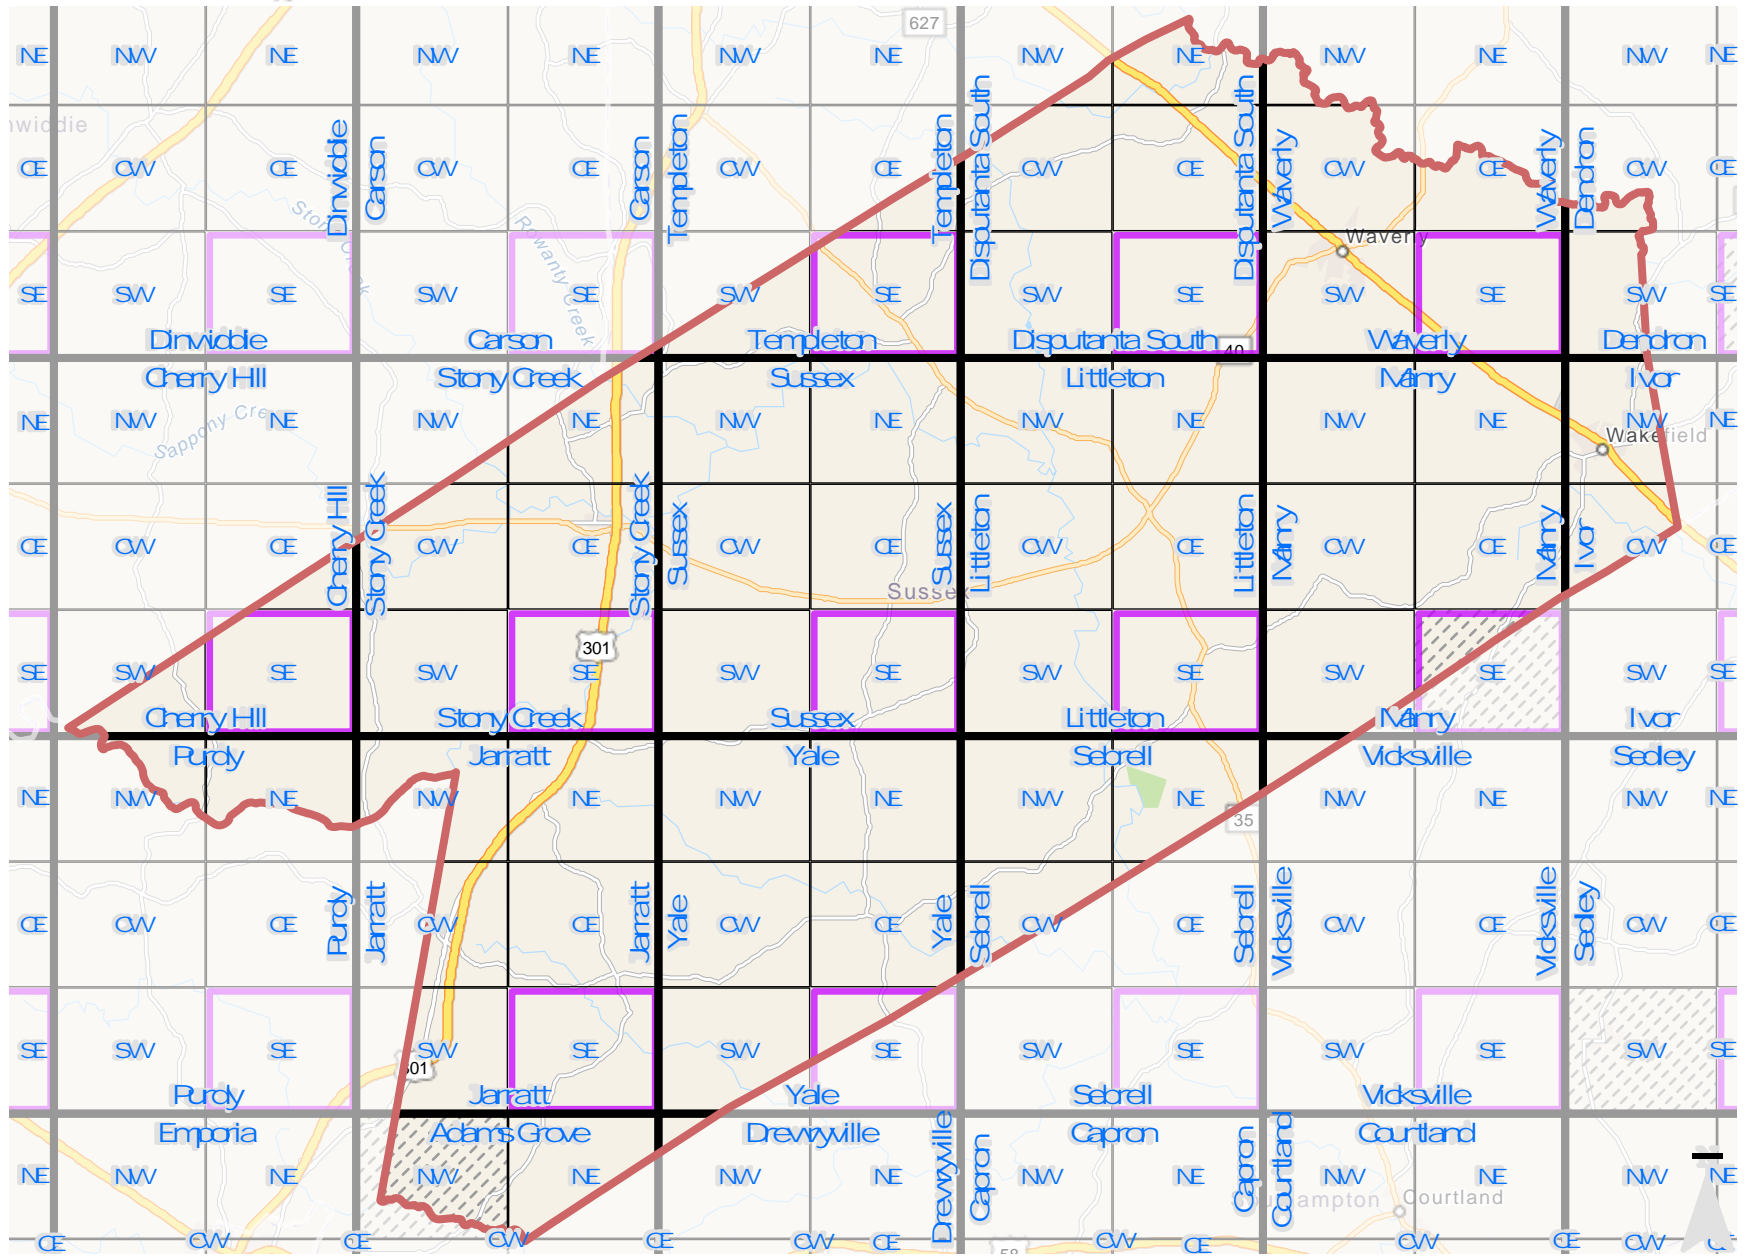 627
NE NW NE NW NE NW NE NW NE NW NE NW NE
nwiddie
Dinwiddie
Carson
Carson
Templeton
Templeton
Disputanta South
Disputanta South
Waverly
Waverly
Dendron
CE CW CE CW CE CW CE CW CE CW CE CW CE
Rowanty Creek
Waverly
SE SW SE SW SE SW SE SW SE SW SE SW SE
Dinwiddie Carson Templeton Disputanta South Waverly Dendron
40
Cherry Hill Stony Creek Sussex Littleton Manry Ivor
NE NW NE NW NE NW NE NW NE NW NE NW NE
Sappony Cre
Wakefield
Cherry Hill
Stony Creek
Stony Creek
Sussex
Sussex
Littleton
Littleton
Manry
Manry
Ivor
CE CW CE CW CE CW CE CW CE CW CE CW CE
Sussex
301
SE SW SE SW SE SW SE SW SE SW SE SW SE
Cherry Hill Stony Creek Sussex Littleton Manry Ivor
Purdy Jarratt Yale Sebrell Vicksville Sedley
NE NW NE NW NE NW NE NW NE NW NE NW NE
35
Purdy
Jarratt
Jarratt
Yale
Yale
Sebrell
Sebrell
Vicksville
Vicksville
Sedley
CE CW CE CW CE CW CE CW CE CW CE CW CE
SE SW SE SW SE SW SE SW SE SW SE SW SE
301
Purdy Jarratt Yale Sebrell Vicksville
Emporia Adams Grove Drewryville Capron Courtland
Drewryville
Capron
Capron
Courtland
NE NW NE NW NE NW NE NW NE NW NE NW NE
hampton
Courtland
CE CW CE CW CE CW CE CW CE CW CE CW
58